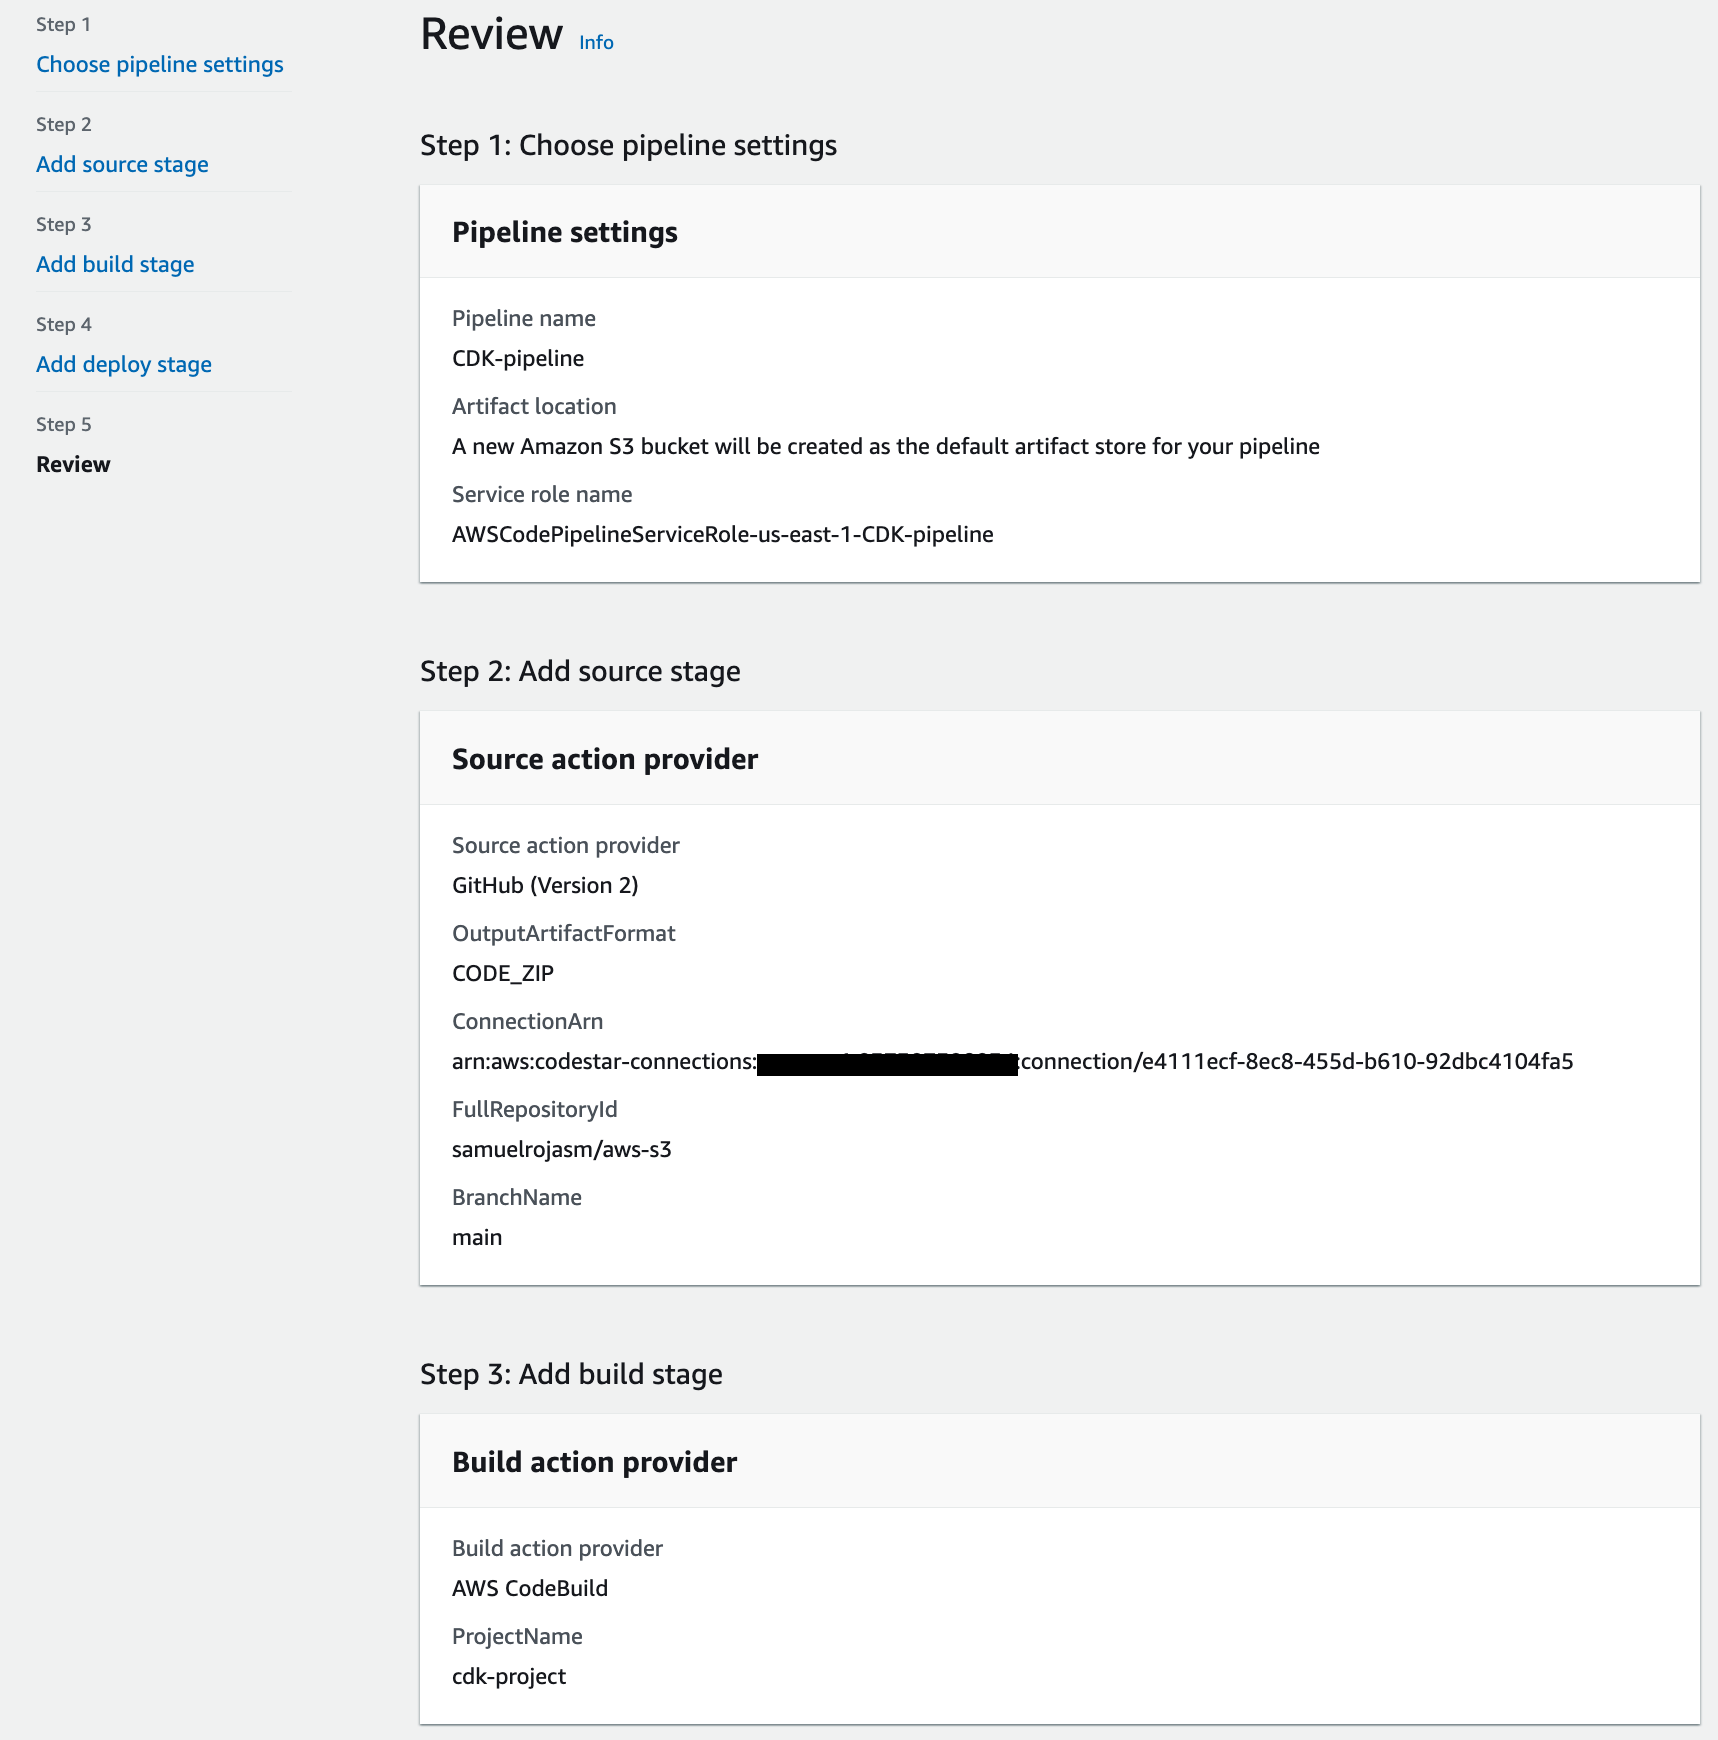 Step 1
Choose pipeline settings
Step 2
Add source stage
Step 3
Add build stage
Step 4
Add deploy stage
Step 5
Review
Review Info
Step 1: Choose pipeline settings
Pipeline settings
Pipeline name
CDK-pipeline
Artifact location
A new Amazon S3 bucket will be created as the default artifact store for your pipeline
Service role name
AWSCodePipelineServiceRole-us-east-1-CDK-pipeline
Step 2: Add source stage
Source action provider
Source action provider
GitHub (Version 2)
OutputArtifactFormat
CODE_ZIP
ConnectionArn
arn:aws:codestar-connections: :connection/e4111ecf-8ec8-455d-b610-92dbc4104fa5
FullRepositoryId
samuelrojasm/aws-s3
BranchName
main
Step 3: Add build stage
Build action provider
Build action provider
AWS CodeBuild
ProjectName
cdk-project